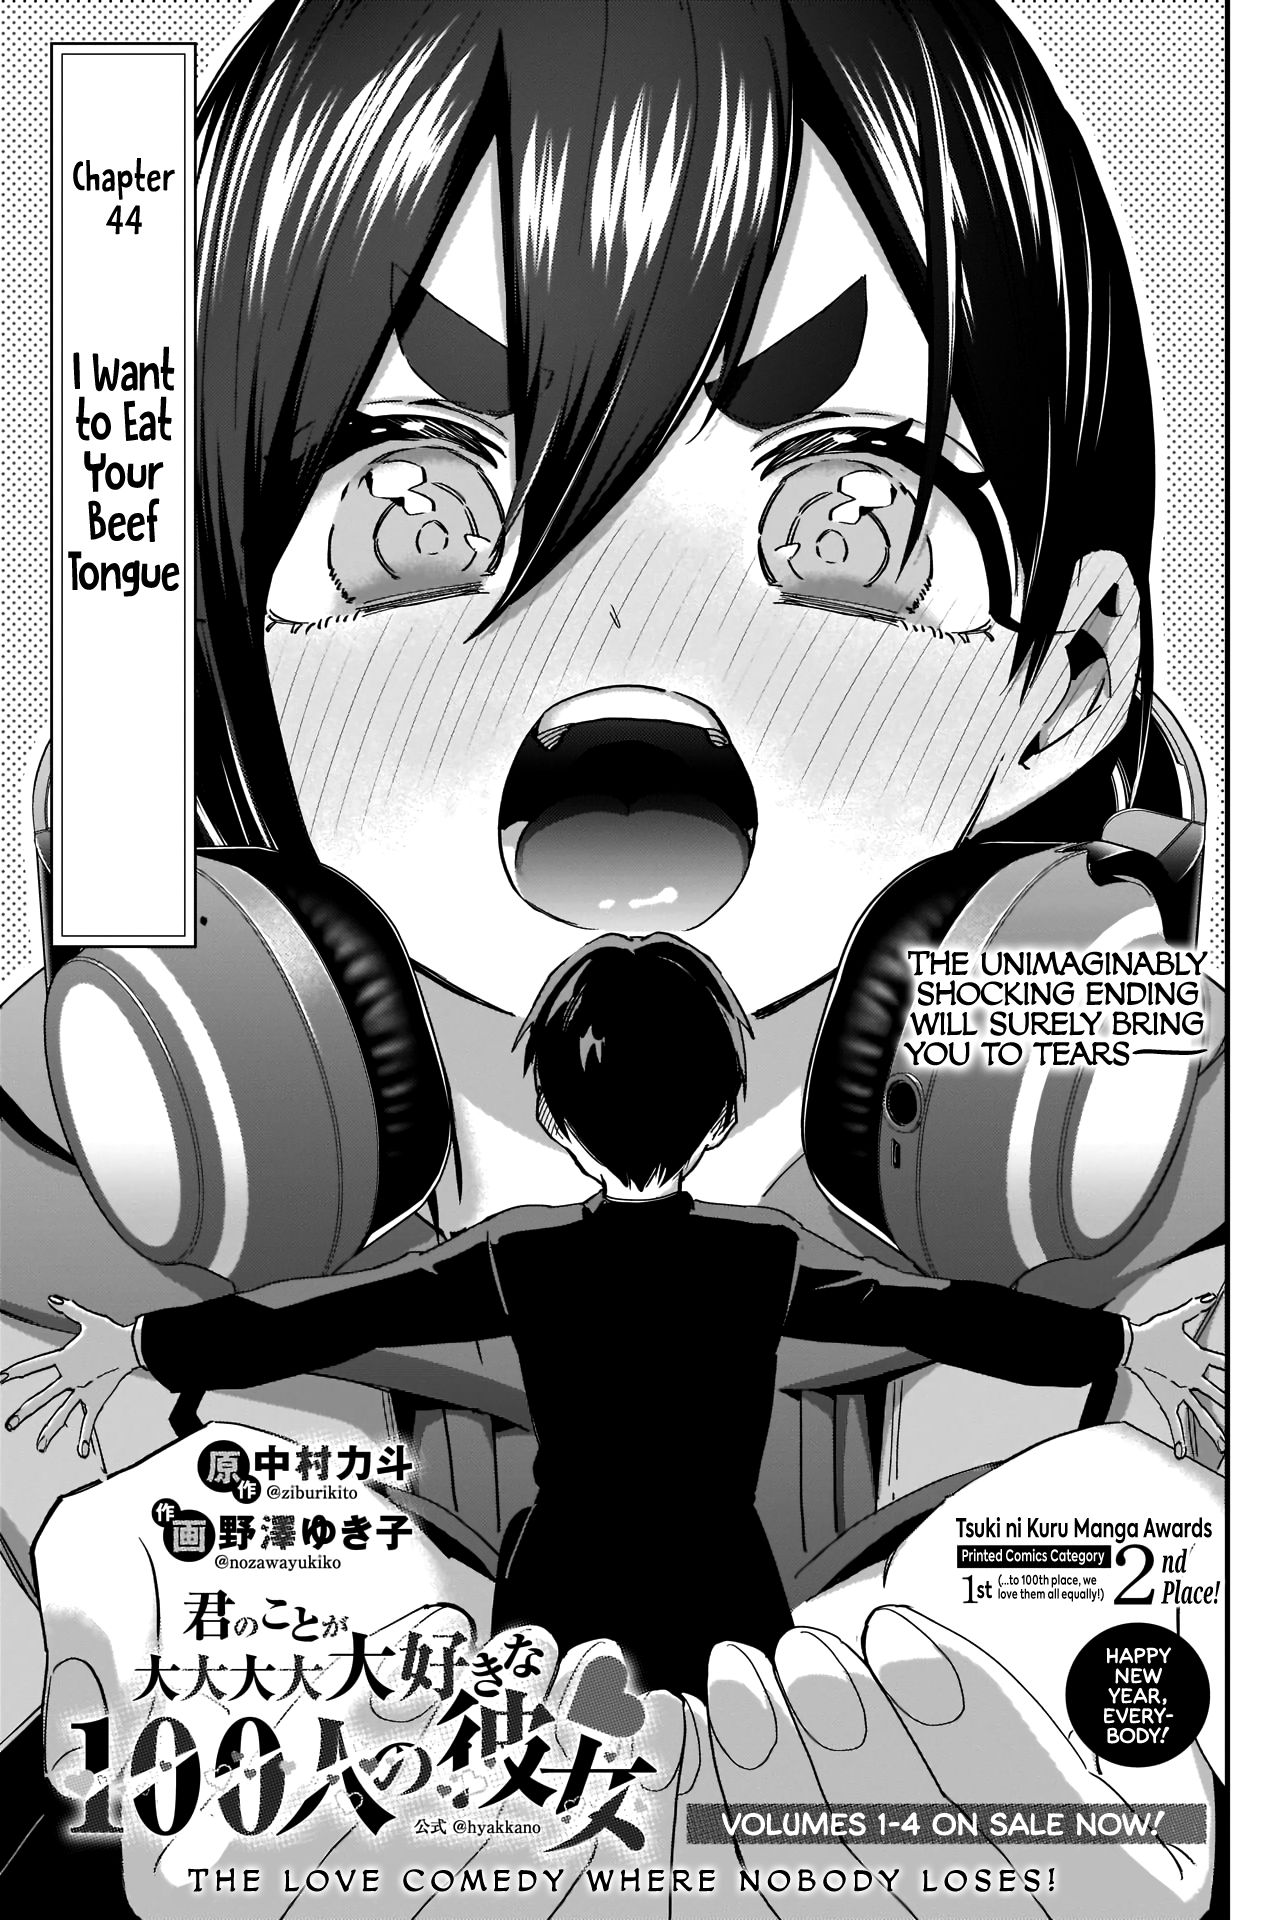 Chapter
44
I Want
to Eat
Your
Beef
Tongue
THE UNIMAGINABLY
SHOCKING ENDING
WILL SURELY BRING
YOU TO TEARS——
原作 中村力斗
@ziburikito
作画 野澤ゆき子
@nozawayukiko
Tsuki ni Kuru Manga Awards
Printed Comics Category
2nd Place!
1st (...to 100th place, we
love them all equally!)
HAPPY
NEW
YEAR,
EVERY-
BODY!
君のことが
大大大大大好きな
100人の彼女
公式 @hyakkano
VOLUMES 1-4 ON SALE NOW!
THE LOVE COMEDY WHERE NOBODY LOSES!